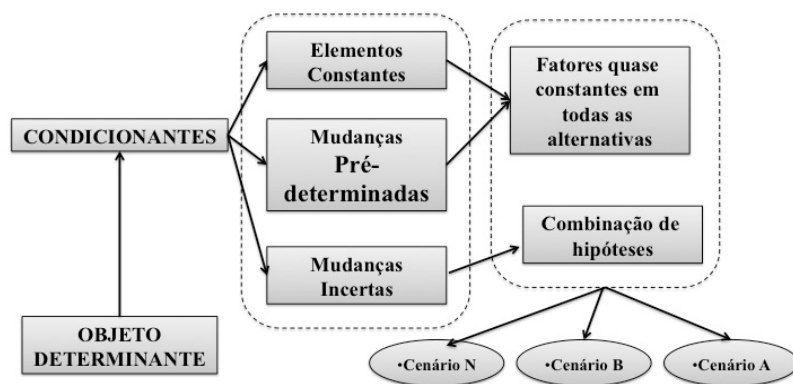 Elementos
Constantes
Fatores quase
constantes em
todas as
alternativas
CONDICIONANTES
Mudanças
Pré-
determinadas
Combinação de
hipóteses
Mudanças
Incertas
OBJETO
DETERMINANTE
•Cenário N
•Cenário B
•Cenário A